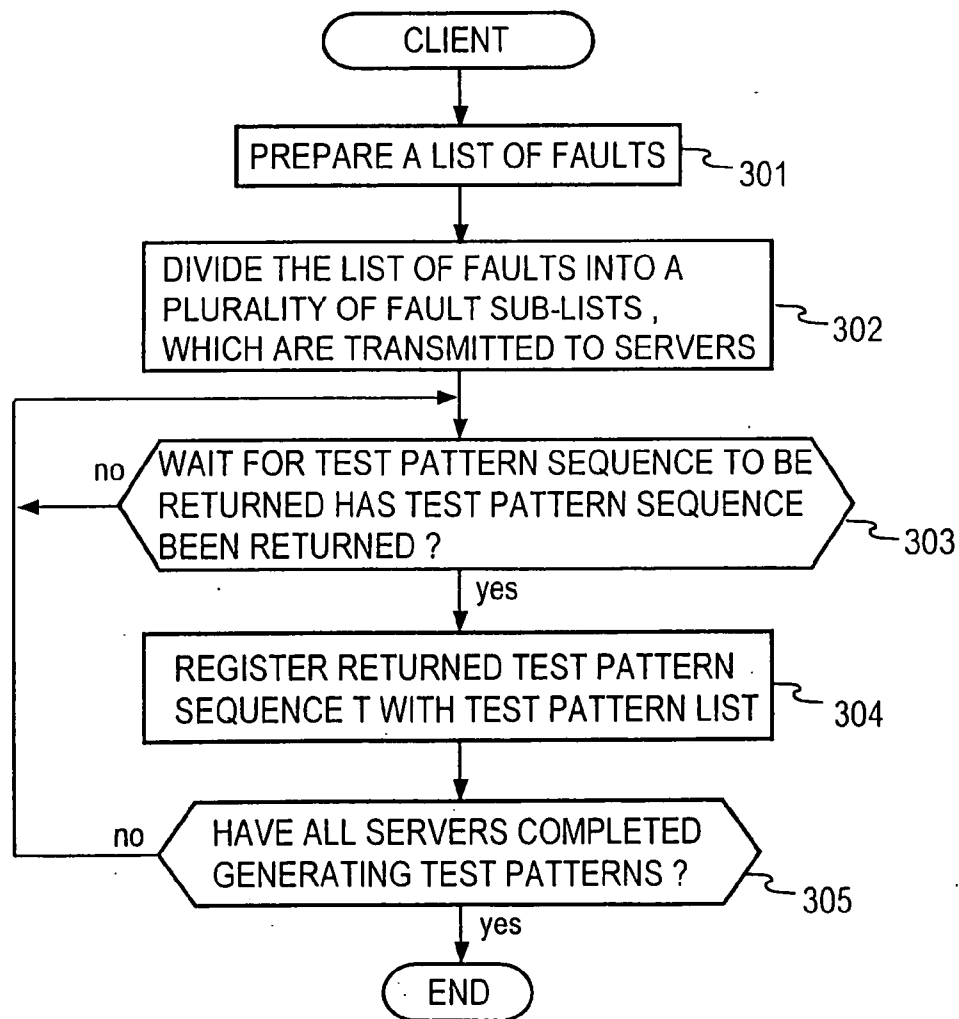 CLIENT
PREPARE A LIST OF FAULTS
301
DIVIDE THE LIST OF FAULTS INTO A
PLURALITY OF FAULT SUB-LISTS ,
WHICH ARE TRANSMITTED TO SERVERS
302
no
WAIT FOR TEST PATTERN SEQUENCE TO BE
RETURNED HAS TEST PATTERN SEQUENCE
BEEN RETURNED ?
303
yes
REGISTER RETURNED TEST PATTERN
SEQUENCE T WITH TEST PATTERN LIST
304
no
HAVE ALL SERVERS COMPLETED
GENERATING TEST PATTERNS ?
305
yes
END